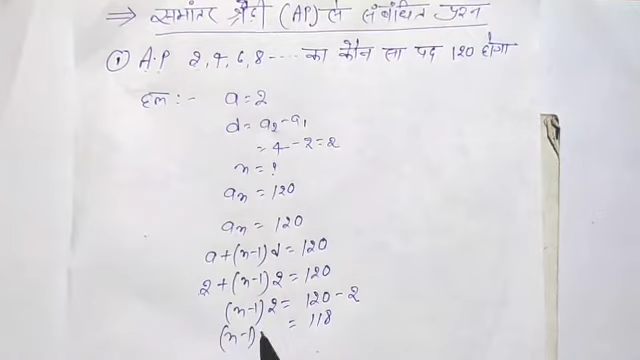 ⇒ समांतर श्रेढी (AP) से संबंधित प्रश्न
① A.P 2, 4, 6, 8 ---- का कौन सा पद 120 होगा
हल :- a = 2
d = a₂ - a₁
= 4 - 2 = 2
n = ?
aₙ = 120
aₙ = 120
a + (n-1) d = 120
2 + (n-1) 2 = 120
(n-1) 2 = 120 - 2
(n-1) = 118